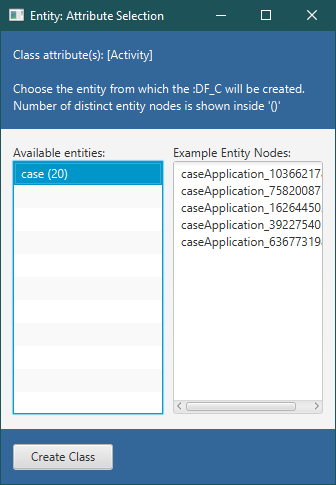 Entity: Attribute Selection
Class attribute(s): [Activity]
Choose the entity from which the :DF_C will be created.
Number of distinct entity nodes is shown inside '()'
Available entities:
case (20)
Example Entity Nodes:
caseApplication_10366217
caseApplication_75820087
caseApplication_16264450
caseApplication_39227540
caseApplication_63677319
Create Class